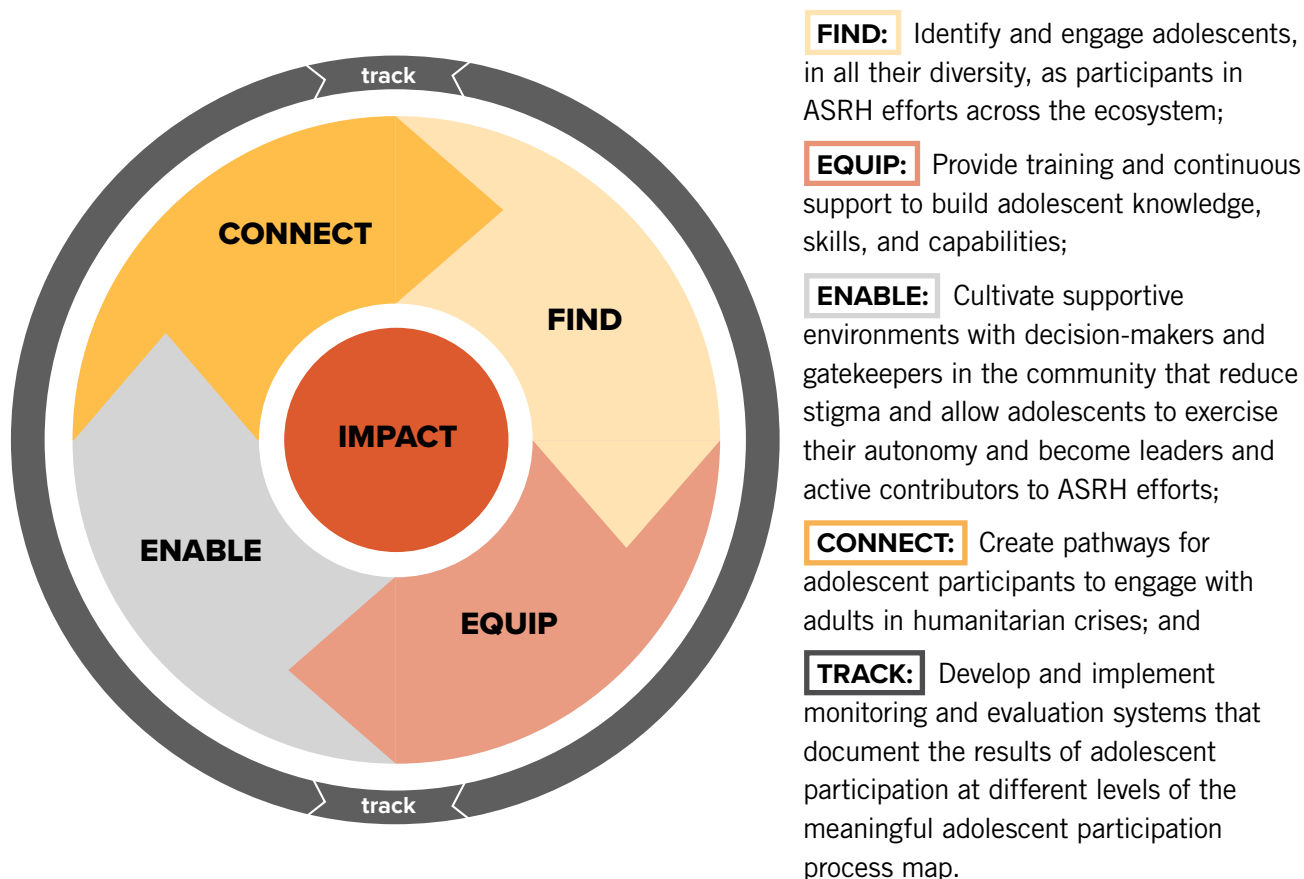 track
CONNECT
FIND
IMPACT
ENABLE
EQUIP
track
FIND: Identify and engage adolescents,
in all their diversity, as participants in
ASRH efforts across the ecosystem;
EQUIP: Provide training and continuous
support to build adolescent knowledge,
skills, and capabilities;
ENABLE: Cultivate supportive
environments with decision-makers and
gatekeepers in the community that reduce
stigma and allow adolescents to exercise
their autonomy and become leaders and
active contributors to ASRH efforts;
CONNECT: Create pathways for
adolescent participants to engage with
adults in humanitarian crises; and
TRACK: Develop and implement
monitoring and evaluation systems that
document the results of adolescent
participation at different levels of the
meaningful adolescent participation
process map.